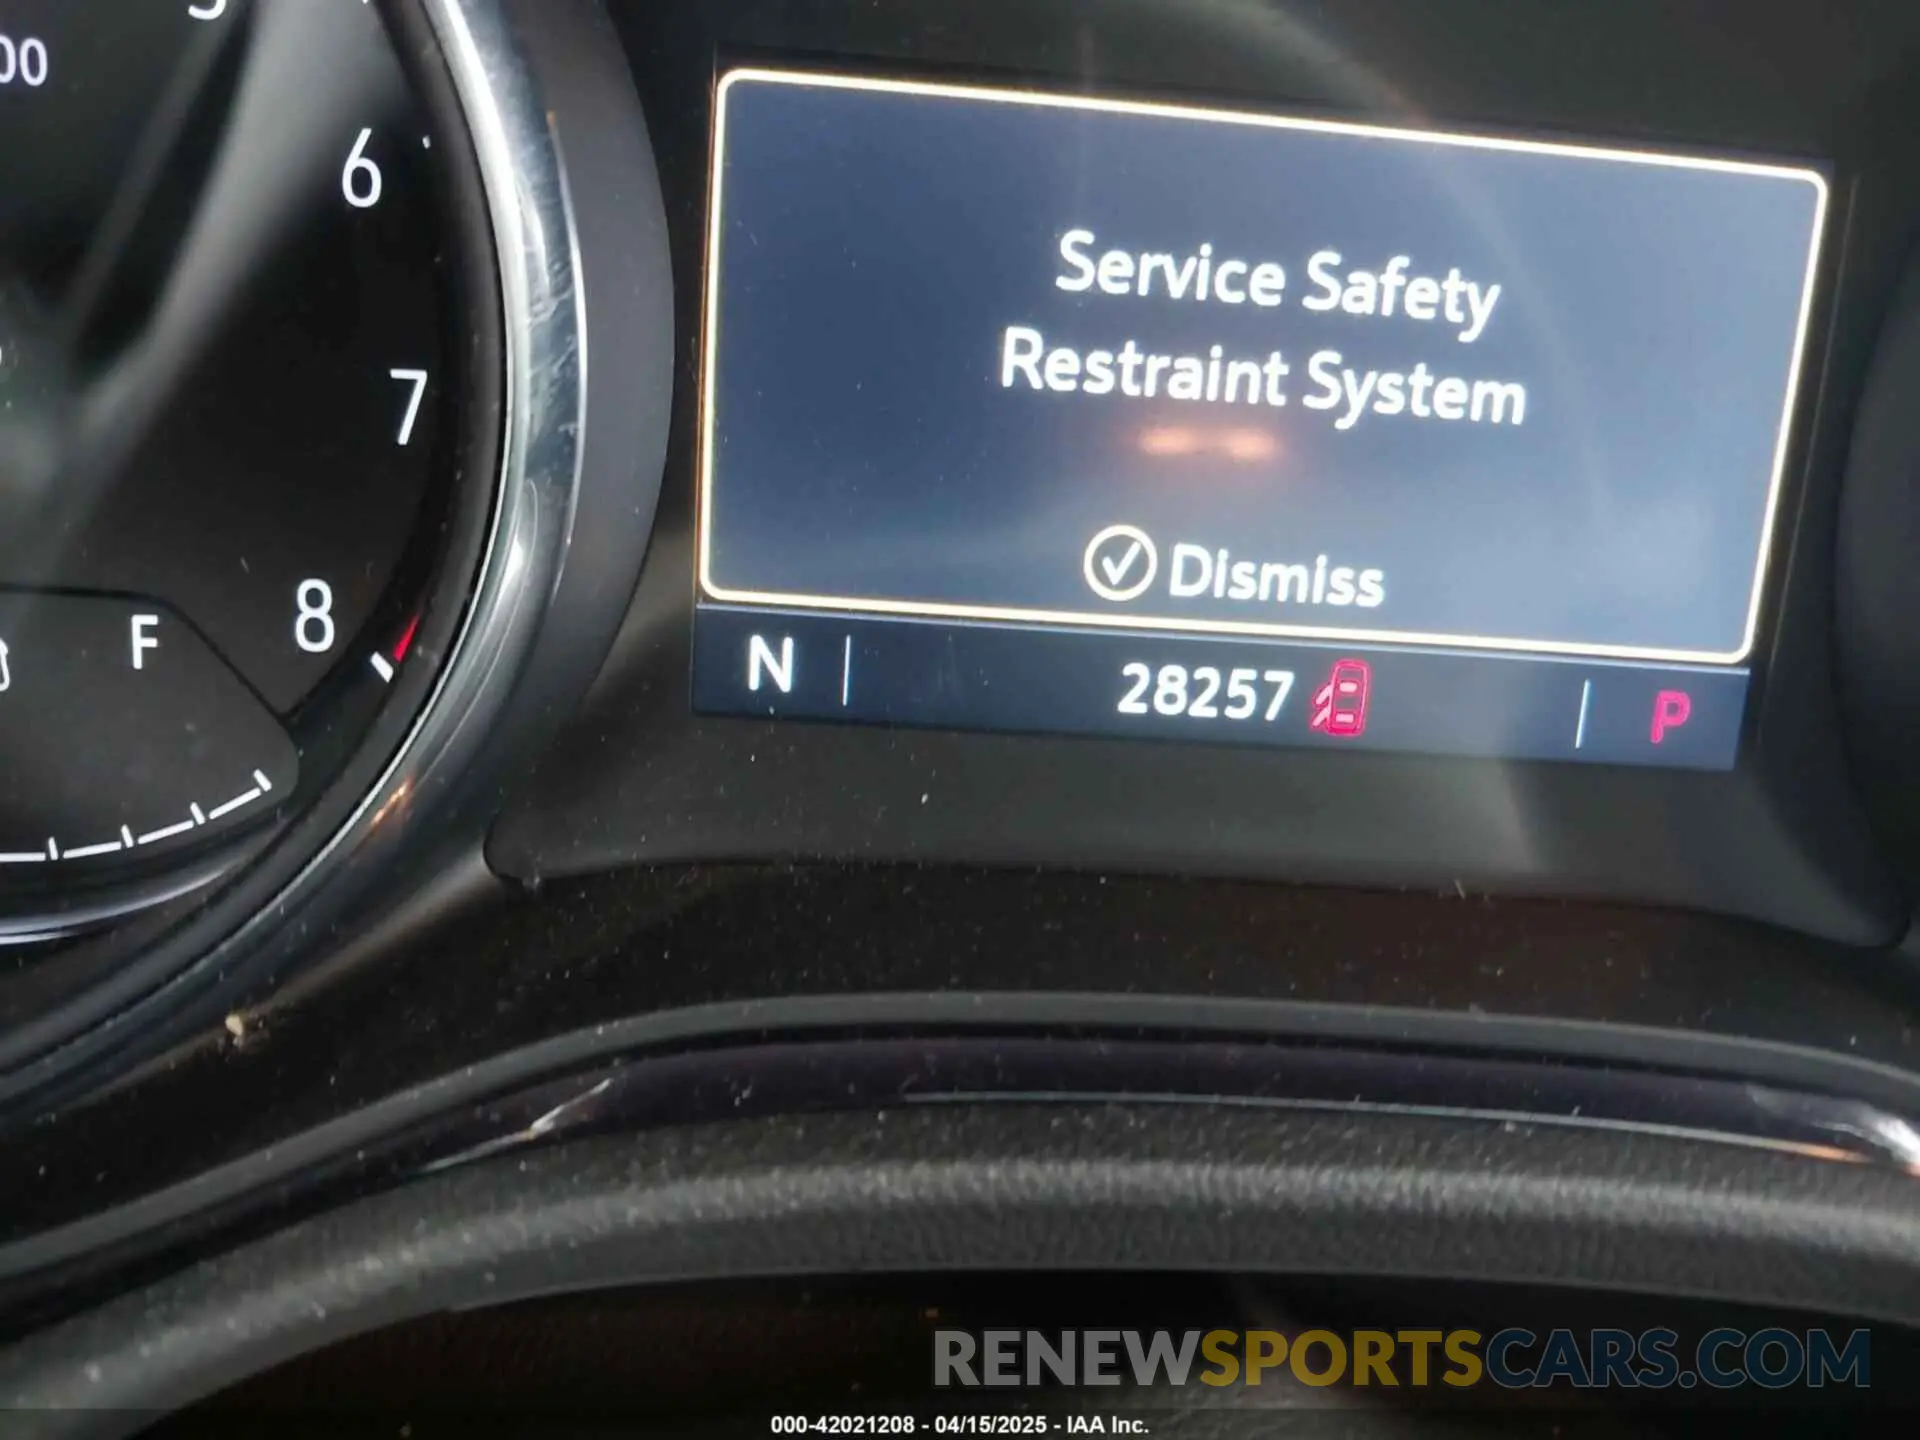 5
00
6
7
8
F
Service Safety
Restraint System
Dismiss
N
28257
P
RENEWSPORTSCARS.COM
000-42021208 - 04/15/2025 - IAA Inc.